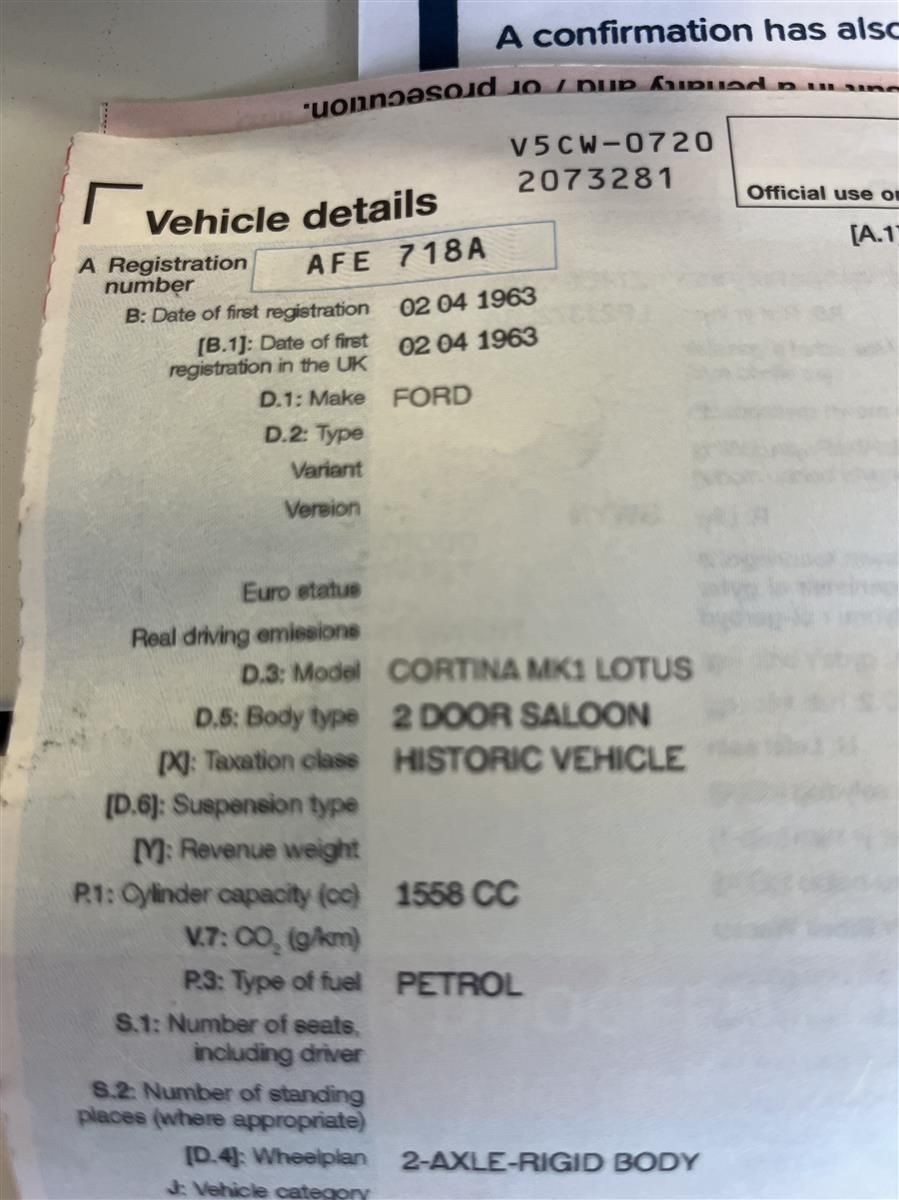 A confirmation has also
prosecution.
V5CW-0720
2073281
Official use
Vehicle details
[A.1]
A Registration number AFE 718A
B: Date of first registration 02 04 1963
[B.1]: Date of first registration in the UK 02 04 1963
D.1: Make FORD
D.2: Type
Variant
Version
Euro status
Real driving emissions
D.3: Model CORTINA MK1 LOTUS
D.5: Body type 2 DOOR SALOON
[X]: Taxation class HISTORIC VEHICLE
[D.6]: Suspension type
[Y]: Revenue weight
P.1: Cylinder capacity (cc) 1558 CC
V.7: CO₂ (g/km)
P.3: Type of fuel PETROL
S.1: Number of seats, including driver
S.2: Number of standing places (where appropriate)
[D.4]: Wheelplan 2-AXLE-RIGID BODY
J: Vehicle category